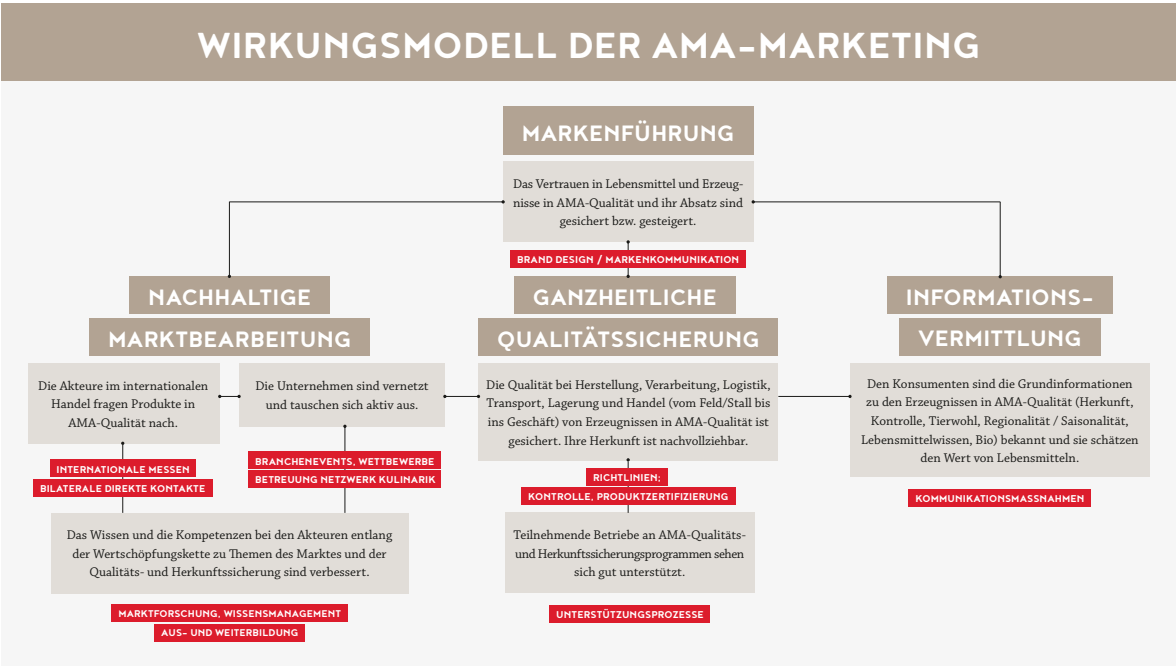 WIRKUNGSMODELL DER AMA-MARKETING
MARKENFÜHRUNG
Das Vertrauen in Lebensmittel und Erzeug-
nisse in AMA-Qualität und ihr Absatz sind
gesichert bzw. gesteigert.
BRAND DESIGN / MARKENKOMMUNIKATION
NACHHALTIGE
MARKTBEARBEITUNG
Die Akteure im internationalen
Handel fragen Produkte in
AMA-Qualität nach.
INTERNATIONALE MESSEN
BILATERALE DIREKTE KONTAKTE
Die Unternehmen sind vernetzt
und tauschen sich aktiv aus.
BRANCHENEVENTS, WETTBEWERBE
BETREUUNG NETZWERK KULINARIK
Das Wissen und die Kompetenzen bei den Akteuren entlang
der Wertschöpfungskette zu Themen des Marktes und der
Qualitäts- und Herkunftssicherung sind verbessert.
MARKTFORSCHUNG, WISSENSMANAGEMENT
AUS- UND WEITERBILDUNG
GANZHEITLICHE
QUALITÄTSSICHERUNG
Die Qualität bei Herstellung, Verarbeitung, Logistik,
Transport, Lagerung und Handel (vom Feld/Stall bis
ins Geschäft) von Erzeugnissen in AMA-Qualität ist
gesichert. Ihre Herkunft ist nachvollziehbar.
RICHTLINIEN;
KONTROLLE, PRODUKTZERTIFIZIERUNG
Teilnehmende Betriebe an AMA-Qualitäts-
und Herkunftssicherungsprogrammen sehen
sich gut unterstützt.
UNTERSTÜTZUNGSPROZESSE
INFORMATIONS-
VERMITTLUNG
Den Konsumenten sind die Grundinformationen
zu den Erzeugnissen in AMA-Qualität (Herkunft,
Kontrolle, Tierwohl, Regionalität / Saisonalität,
Lebensmittelwissen, Bio) bekannt und sie schätzen
den Wert von Lebensmitteln.
KOMMUNIKATIONSMASSNAHMEN